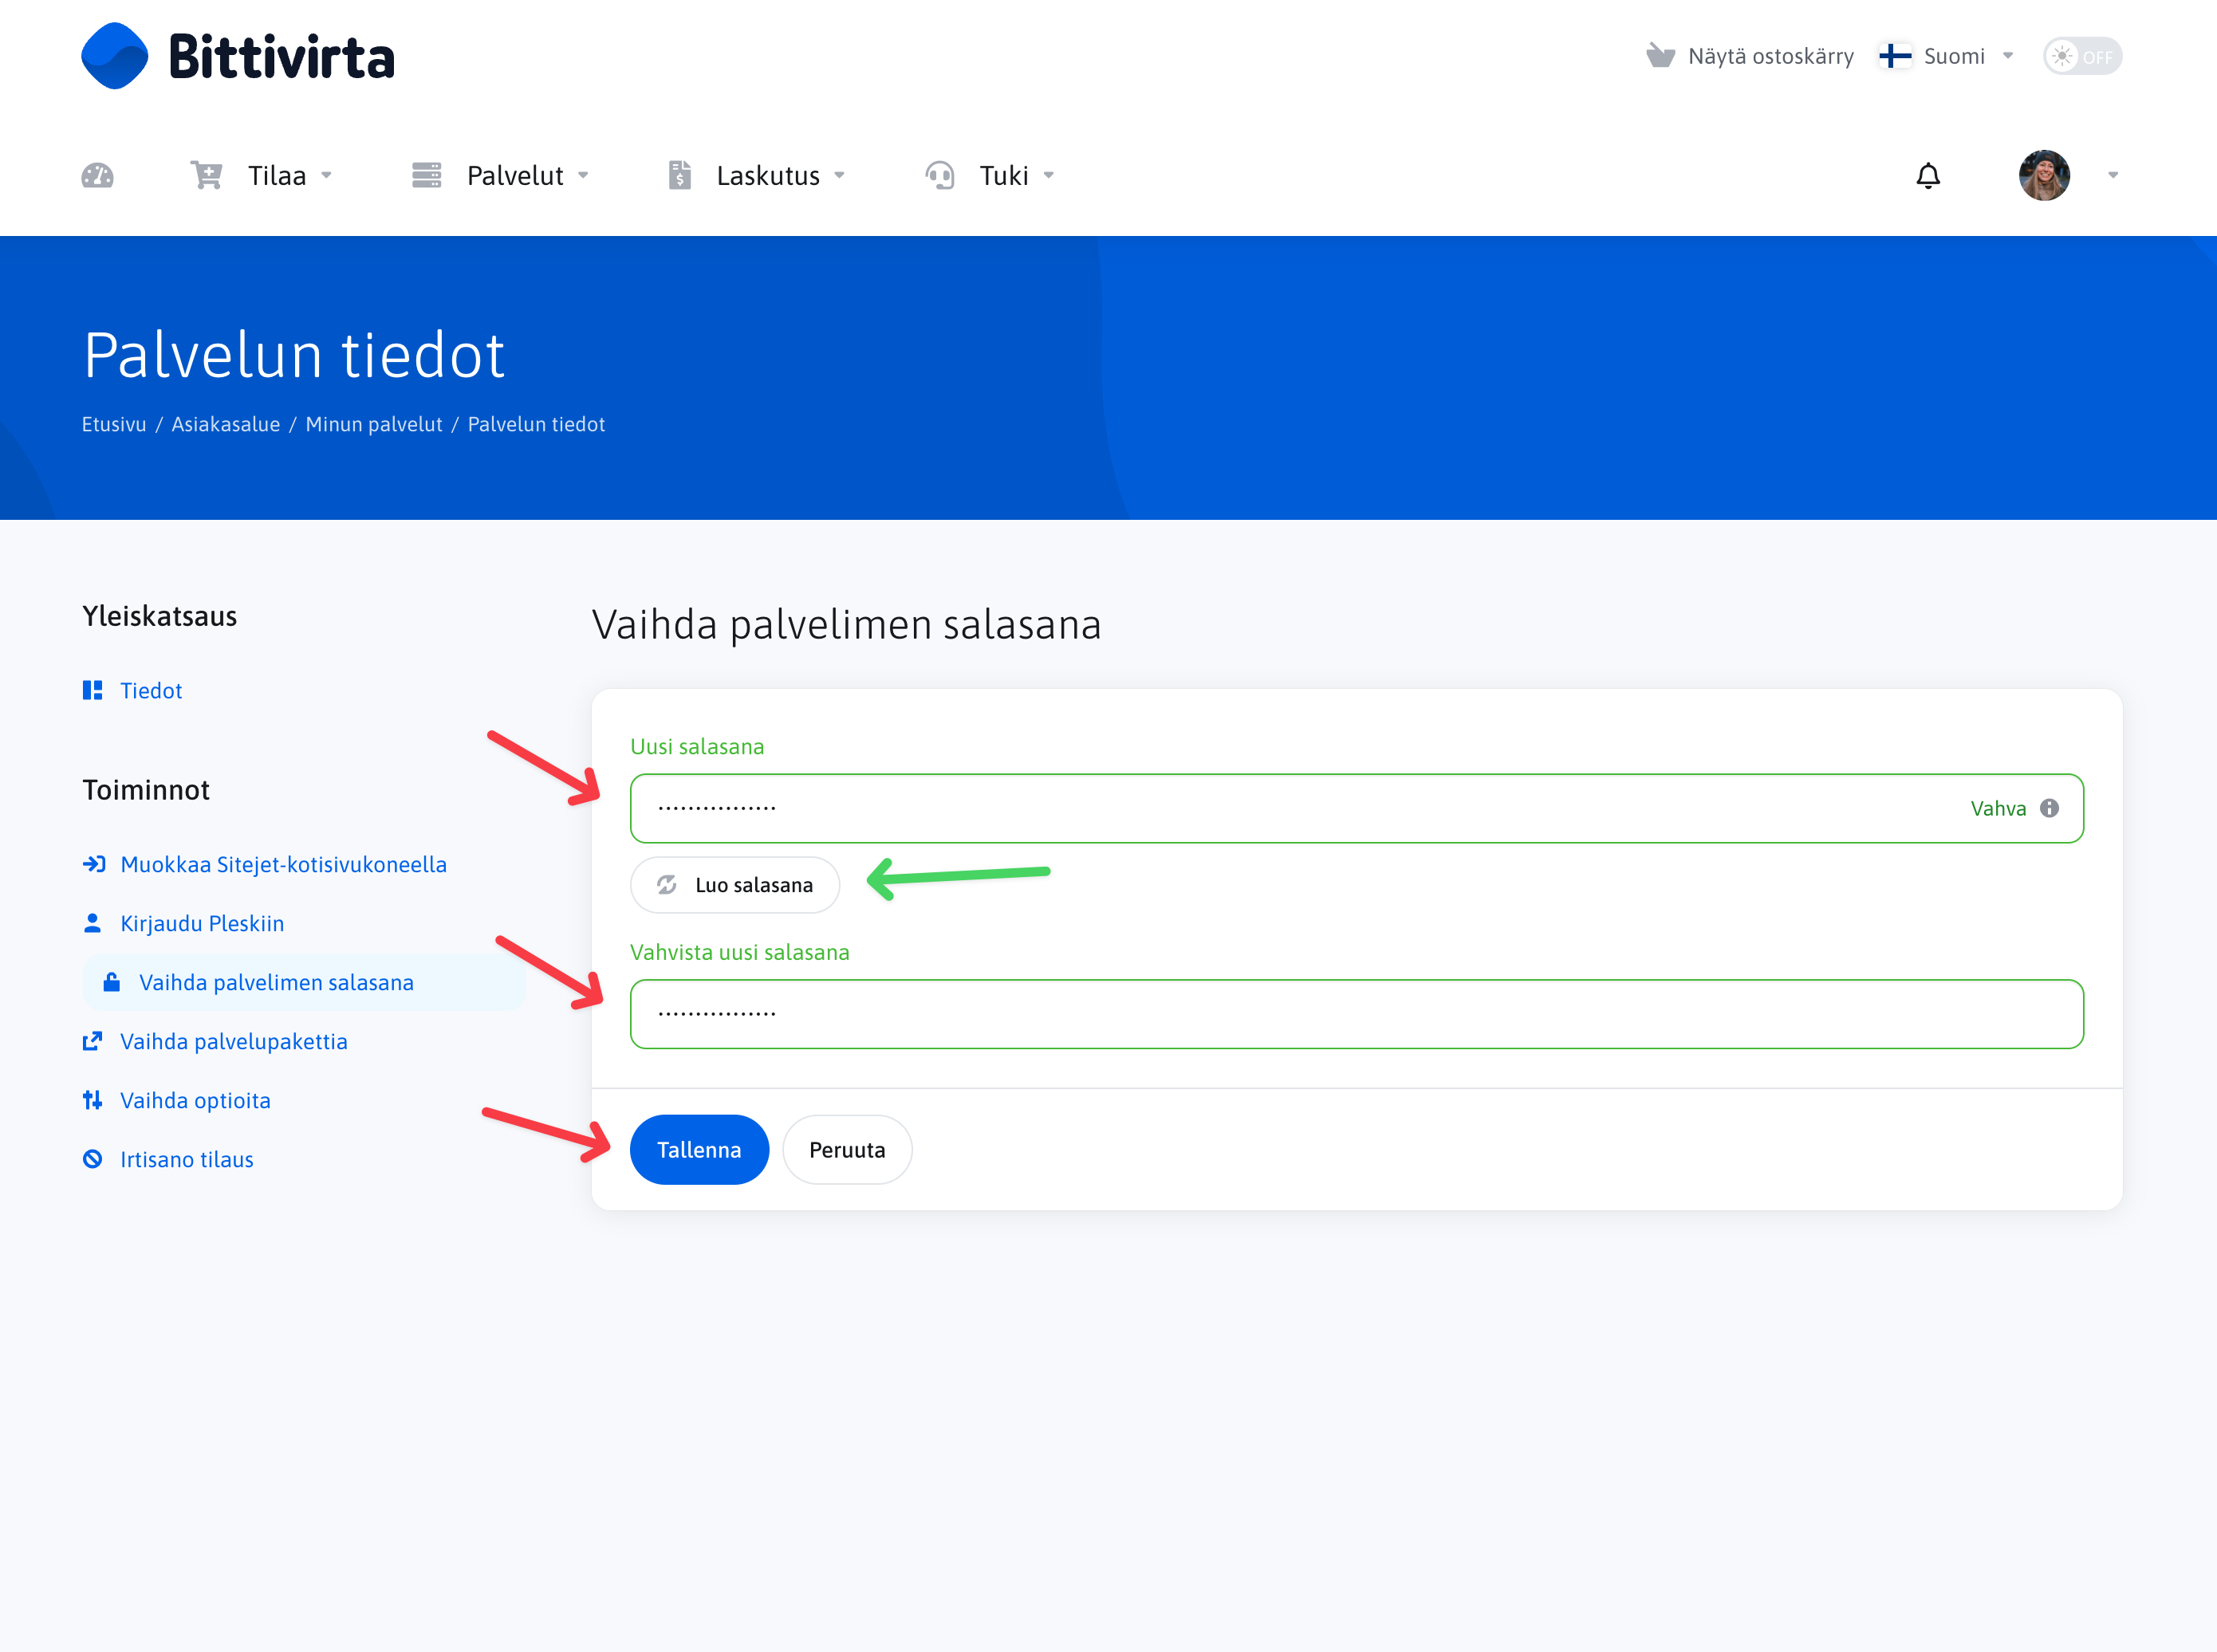 Bittivirta
Näytä ostoskärry Suomi OFF
Tilaa Palvelut Laskutus Tuki
Palvelun tiedot
Etusivu / Asiakasalue / Minun palvelut / Palvelun tiedot
Yleiskatsaus
Tiedot
Toiminnot
Muokkaa Sitejet-kotisivukoneella
Kirjaudu Pleskiin
Vaihda palvelimen salasana
Vaihda palvelupakettia
Vaihda optioita
Irtisano tilaus
Vaihda palvelimen salasana
Uusi salasana
................ Vahva
Luo salasana
Vahvista uusi salasana
................
Tallenna Peruuta